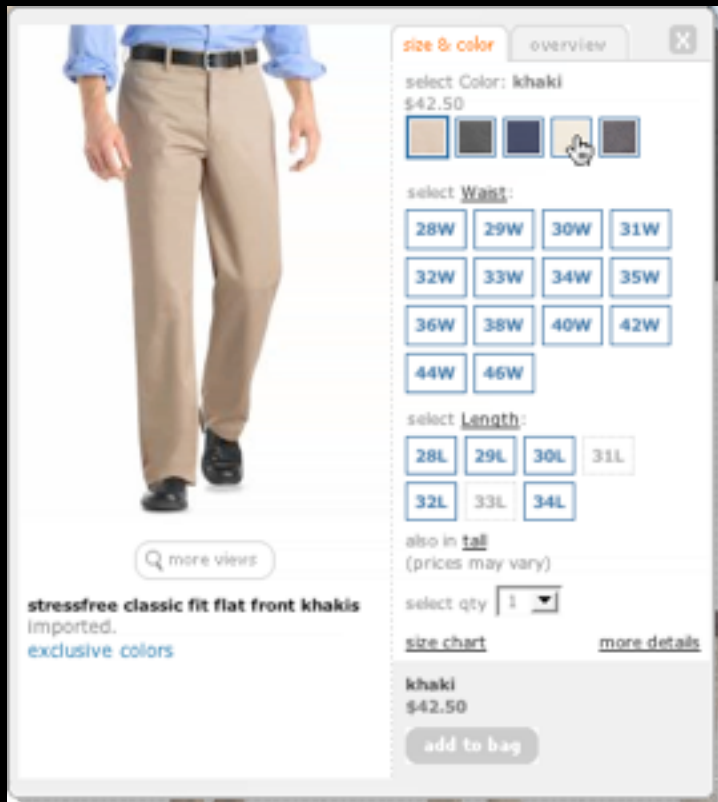 size & color
overview
X
select Color: khaki
$42.50
select Waist:
28W 29W 30W 31W
32W 33W 34W 35W
36W 38W 40W 42W
44W 46W
select Length:
28L 29L 30L 31L
32L 33L 34L
also in tall
(prices may vary)
select qty 1
size chart more details
khaki
$42.50
add to bag
more views
stressfree classic fit flat front khakis
imported.
exclusive colors